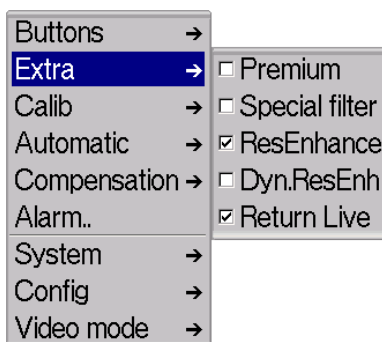 Buttons
Extra
Calib
Automatic
Compensation
Alarm..
System
Config
Video mode
Premium
Special filter
ResEnhance
Dyn.ResEnh
Return Live